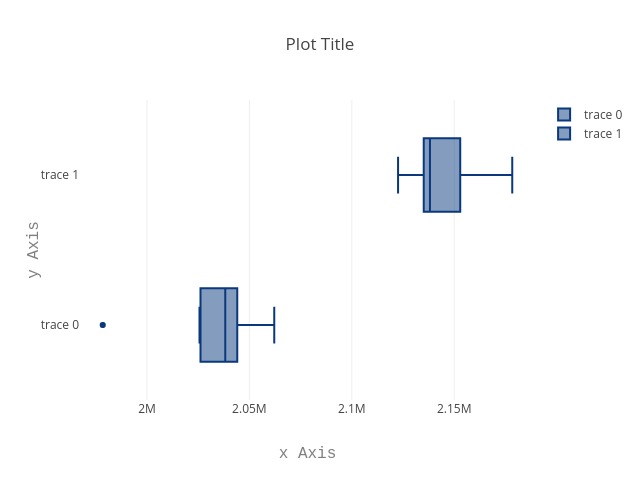 Plot Title
trace 0
trace 1
trace 1
y Axis
trace 0
2M
2.05M
2.1M
2.15M
x Axis